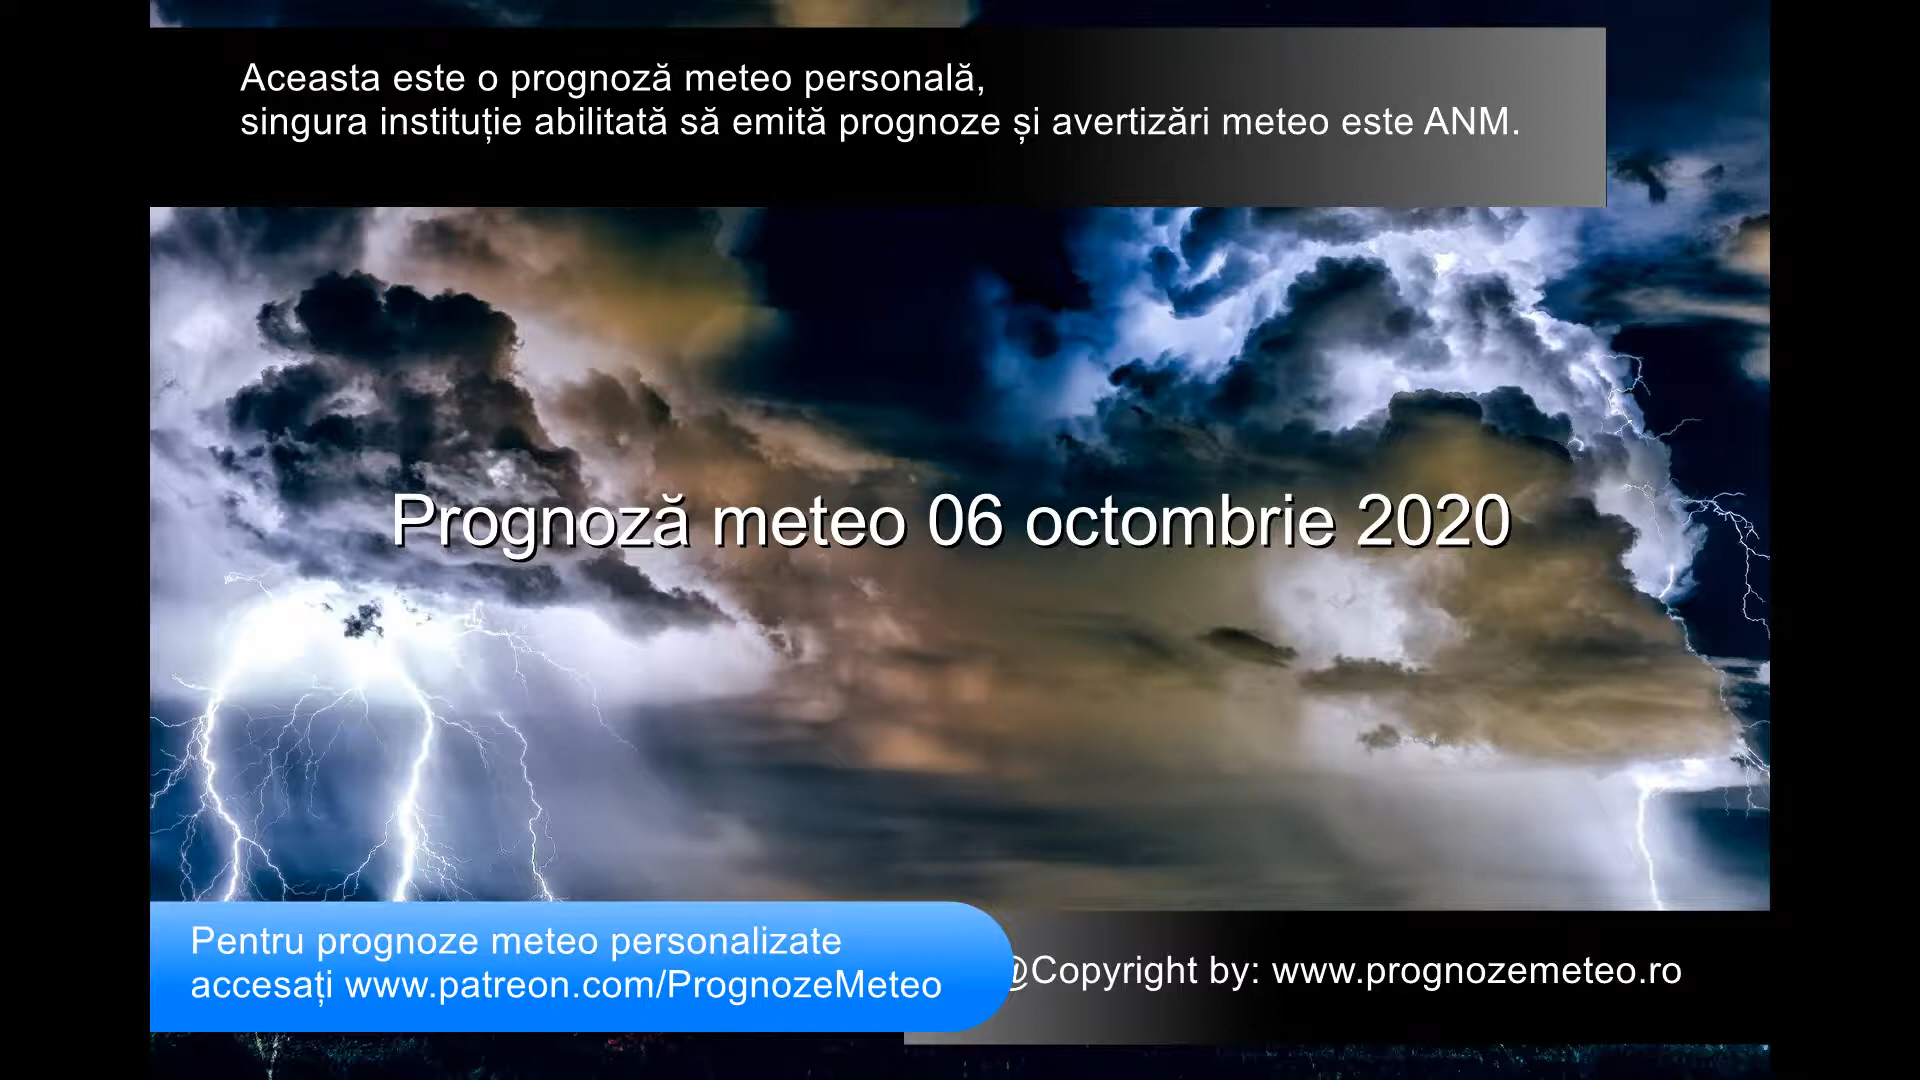 Aceasta este o prognoză meteo personală,
singura instituție abilitată să emită prognoze și avertizări meteo este ANM.
Prognoză meteo 06 octombrie 2020
Pentru prognoze meteo personalizate
accesați www.patreon.com/PrognozeMeteo
@Copyright by: www.prognozemeteo.ro